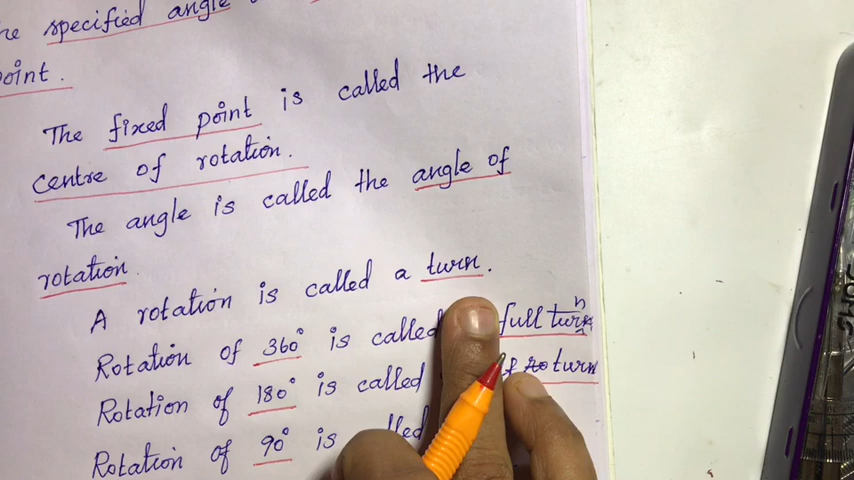 he specified angle
point.
The fixed point is called the
centre of rotation.
The angle is called the angle of
rotation.
A rotation is called a turn.
Rotation of 360° is called full turn
Rotation of 180° is called turn
Rotation of 90° is